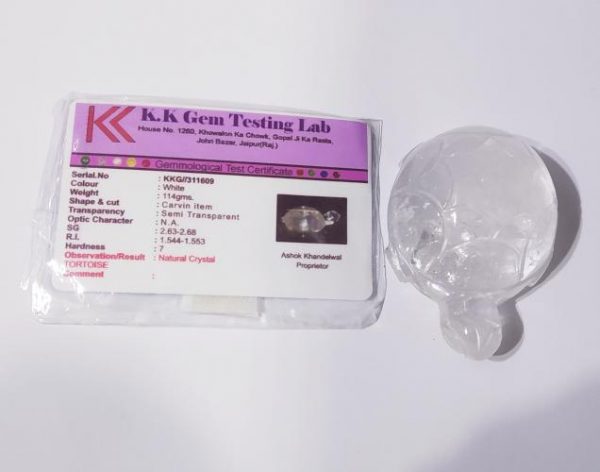 KK
K.K Gem Testing Lab
House No. 1260, Khowalon Ka Chowk, Gopal Ji Ka Rasta,
John Bazar, Jaipur(Raj.)
Gemmological Test Certificate
Serial.No : KKG//311609
Colour : White
Weight : 114gms.
Shape & cut : Carvin item
Transparency : Semi Transparent
Optic Character : N.A.
SG : 2.63-2.68
R.I. : 1.544-1.553
Hardness : 7
Observation/Result : Natural Crystal
TORTOISE
Comment :
Ashok Khandelwal
Proprietor